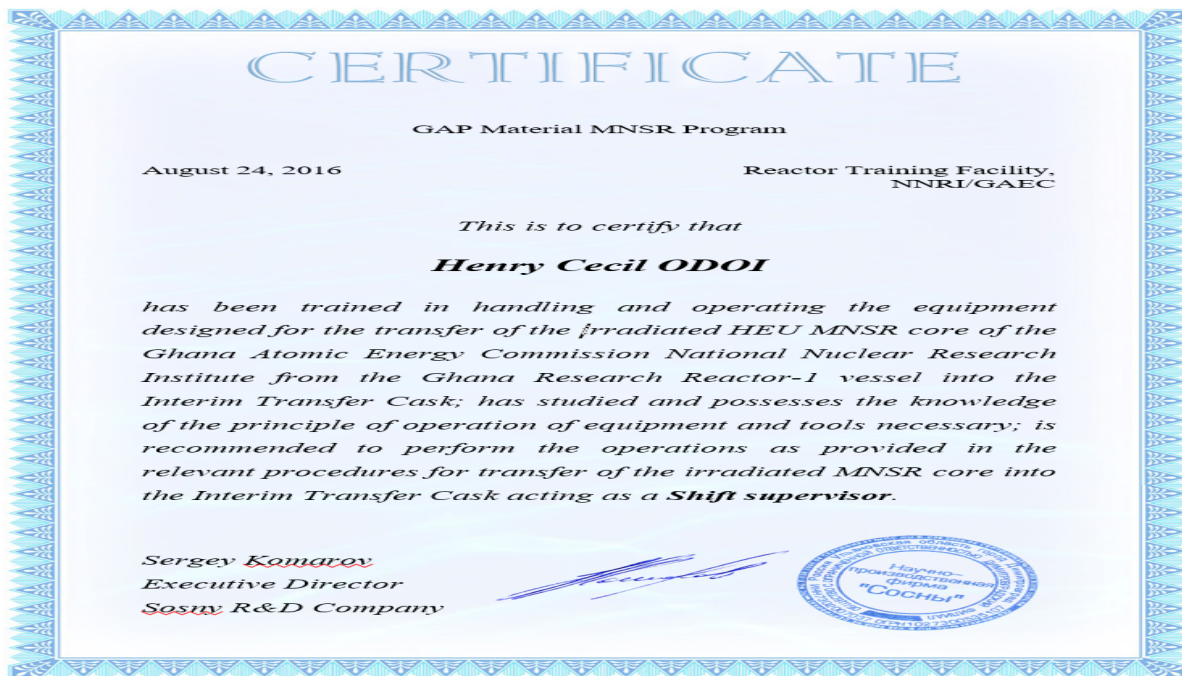 CERTIFICATE
GAP Material MNSR Program
August 24, 2016
Reactor Training Facility,
NNRI/GAEC
This is to certify that
Henry Cecil ODOI
has been trained in handling and operating the equipment
designed for the transfer of the irradiated HEU MNSR core of the
Ghana Atomic Energy Commission National Nuclear Research
Institute from the Ghana Research Reactor-1 vessel into the
Interim Transfer Cask; has studied and possesses the knowledge
of the principle of operation of equipment and tools necessary; is
recommended to perform the operations as provided in the
relevant procedures for transfer of the irradiated MNSR core into
the Interim Transfer Cask acting as a Shift supervisor.
Sergey Komarov
Executive Director
Sosny R&D Company
Научно-
производственная
фирма
"СОСНЫ"